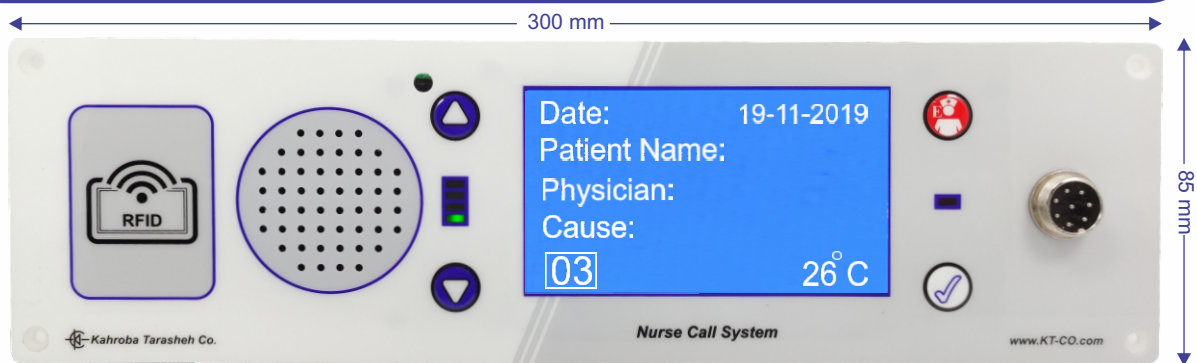 300 mm
85 mm
RFID
Date: 19-11-2019
Patient Name:
Physician:
Cause:
03 26°C
E
Kahroba Tarasheh Co.
Nurse Call System
www.KT-CO.com